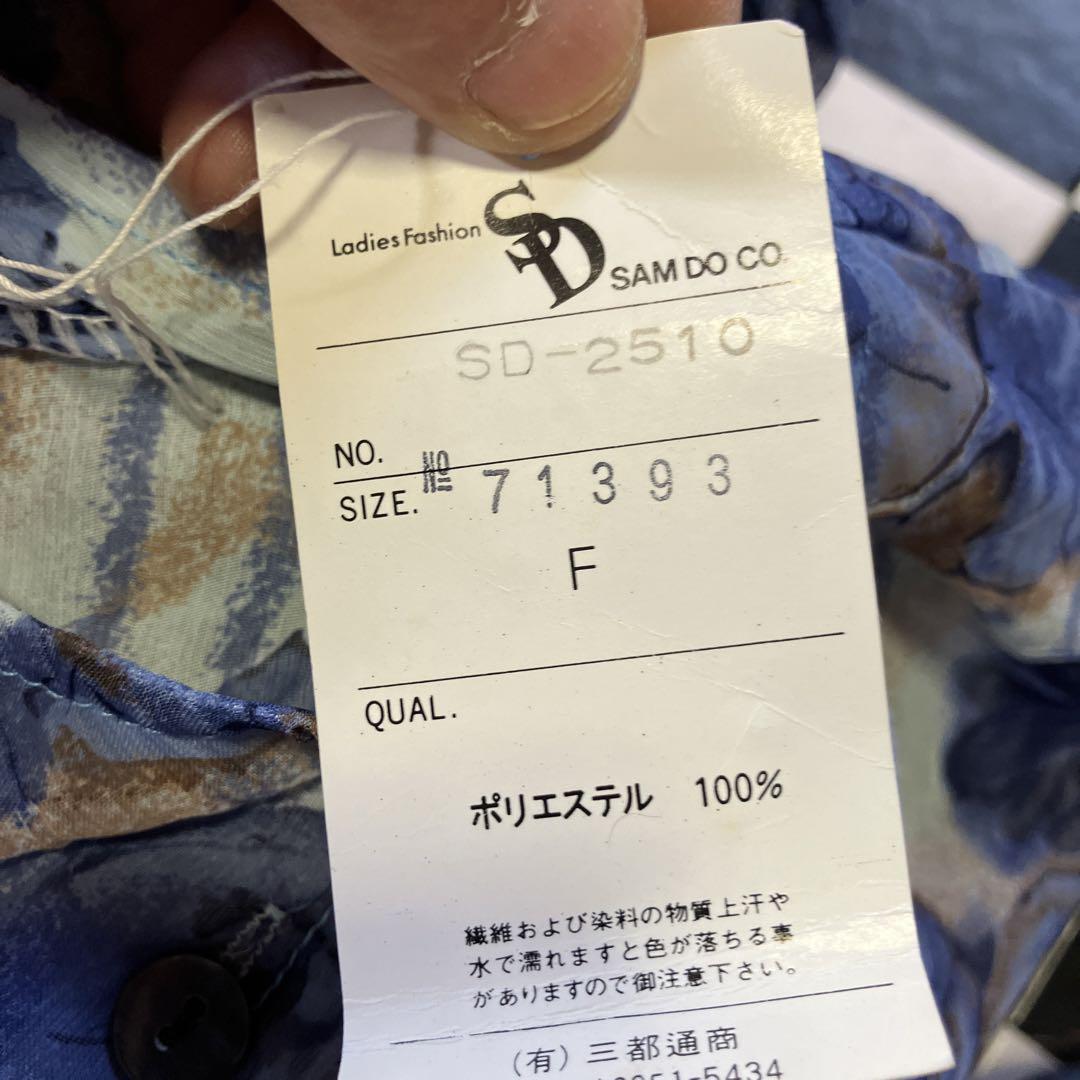 Ladies Fashion SD SAM DO CO
SD-2510
NO.
SIZE. № 71393
F
QUAL.
ポリエステル 100%
繊維および染料の物質上汗や
水で濡れますと色が落ちる事
がありますので御注意下さい。
(有) 三都通商